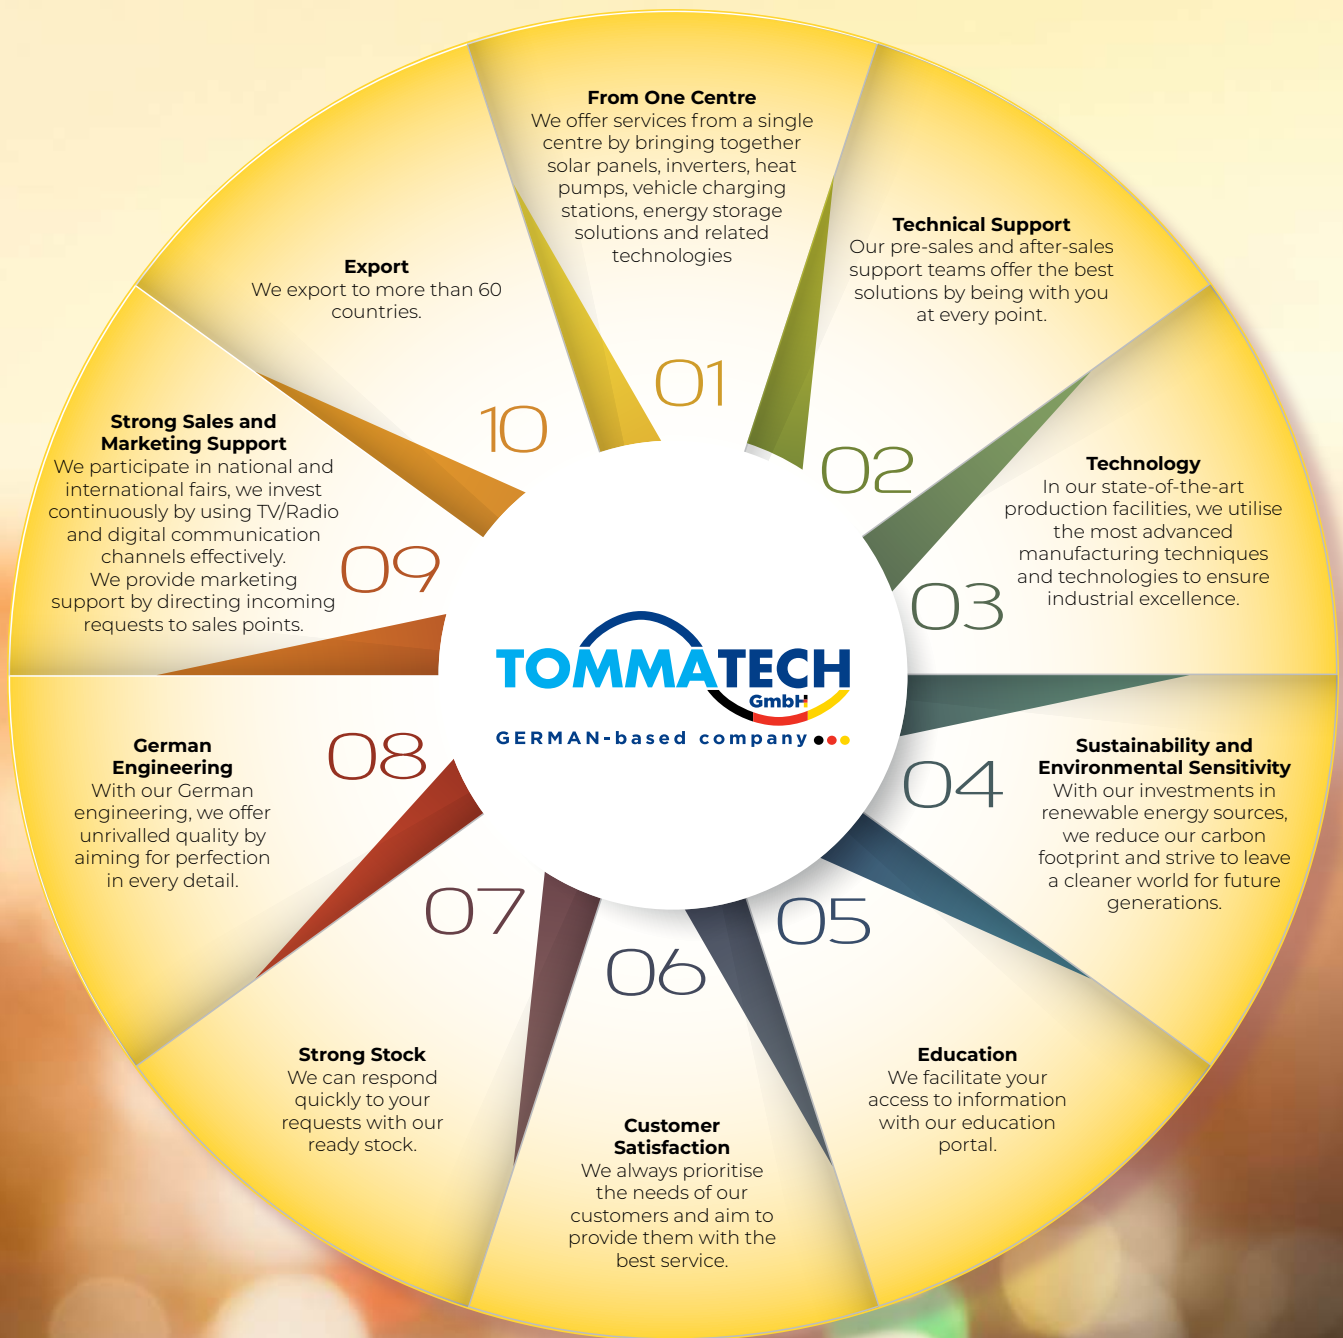 From One Centre
We offer services from a single
centre by bringing together
solar panels, inverters, heat
pumps, vehicle charging
stations, energy storage
solutions and related
technologies
01
Technical Support
Our pre-sales and after-sales
support teams offer the best
solutions by being with you
at every point.
02
Technology
In our state-of-the-art
production facilities, we utilise
the most advanced
manufacturing techniques
and technologies to ensure
industrial excellence.
03
Sustainability and
Environmental Sensitivity
With our investments in
renewable energy sources,
we reduce our carbon
footprint and strive to leave
a cleaner world for future
generations.
04
Education
We facilitate your
access to information
with our education
portal.
05
Customer
Satisfaction
We always prioritise
the needs of our
customers and aim to
provide them with the
best service.
06
Strong Stock
We can respond
quickly to your
requests with our
ready stock.
07
German
Engineering
With our German
engineering, we offer
unrivalled quality by
aiming for perfection
in every detail.
08
Strong Sales and
Marketing Support
We participate in national and
international fairs, we invest
continuously by using TV/Radio
and digital communication
channels effectively.
We provide marketing
support by directing incoming
requests to sales points.
09
Export
We export to more than 60
countries.
10
TOMMATECH
GmbH
GERMAN-based company